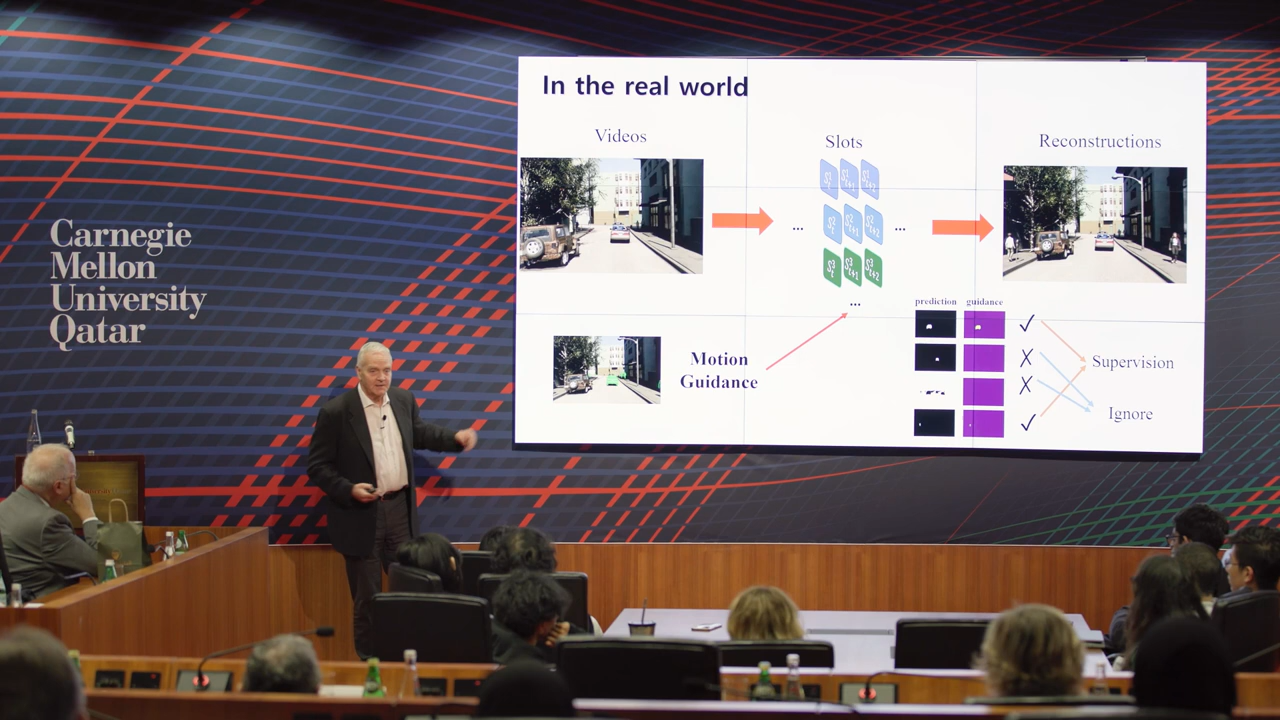 Carnegie
Mellon
University
Qatar
In the real world
Videos
Slots
Reconstructions
...
...
...
Motion
Guidance
prediction
guidance
Supervision
Ignore